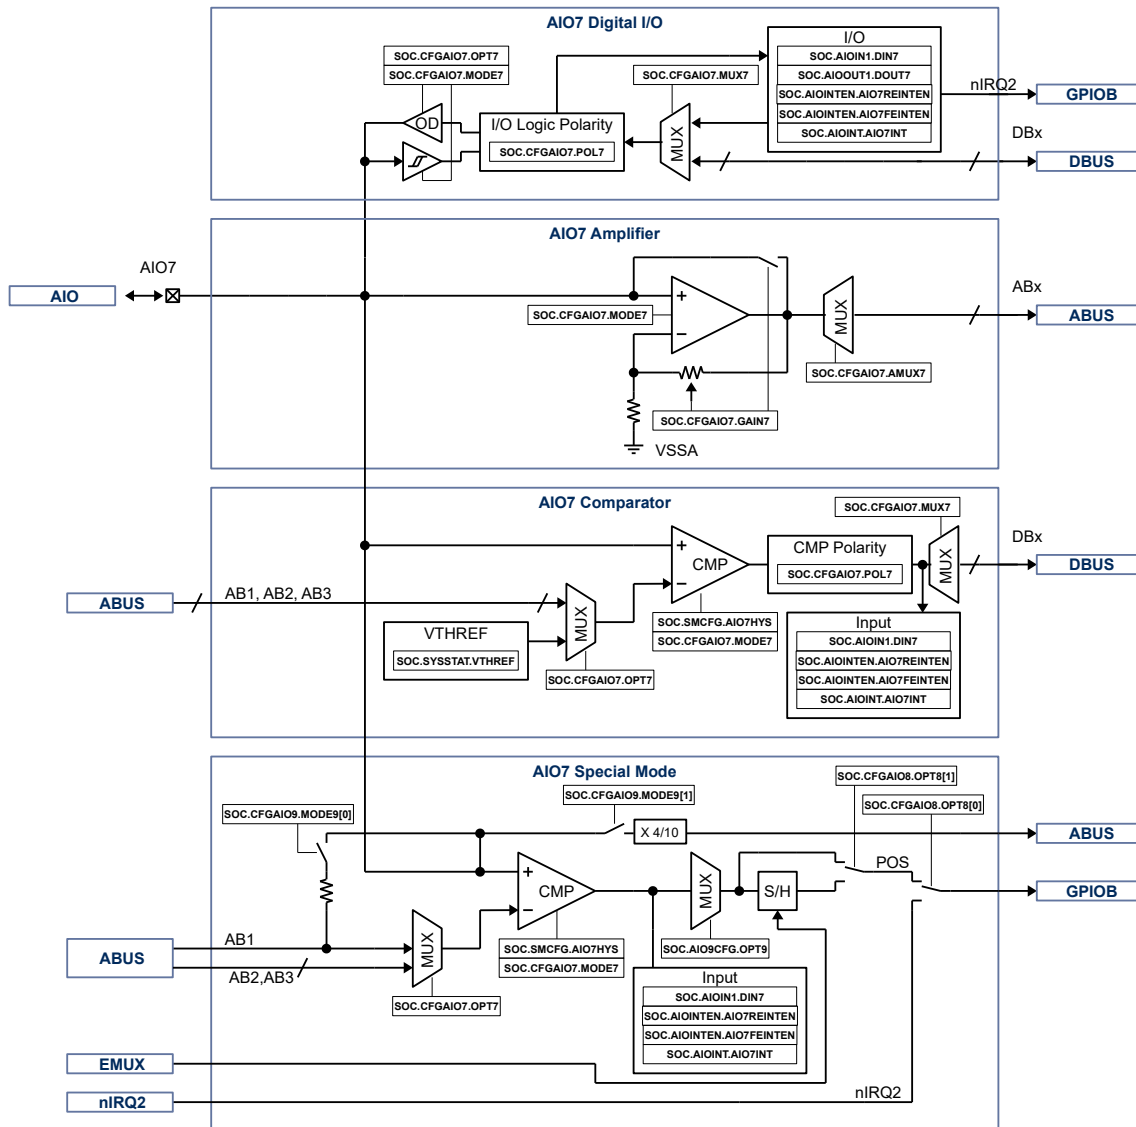 AIO7 Digital I/O
SOC.CFGAIO7.OPT7
SOC.CFGAIO7.MODE7
OD
I/O Logic Polarity
SOC.CFGAIO7.POL7
SOC.CFGAIO7.MUX7
MUX
I/O
SOC.AIOIN1.DIN7
SOC.AIOOUT1.DOUT7
SOC.AIOINTEN.AIO7REINTEN
SOC.AIOINTEN.AIO7FEINTEN
SOC.AIOINT.AIO7INT
nIRQ2
GPIOB
DBx
DBUS
AIO7 Amplifier
AIO7
AIO
SOC.CFGAIO7.MODE7
+
−
MUX
ABx
ABUS
SOC.CFGAIO7.AMUX7
SOC.CFGAIO7.GAIN7
VSSA
AIO7 Comparator
SOC.CFGAIO7.MUX7
+
−
CMP
CMP Polarity
SOC.CFGAIO7.POL7
MUX
DBx
DBUS
ABUS
AB1, AB2, AB3
MUX
VTHREF
SOC.SYSSTAT.VTHREF
SOC.CFGAIO7.OPT7
SOC.SMCFG.AIO7HYS
SOC.CFGAIO7.MODE7
Input
SOC.AIOIN1.DIN7
SOC.AIOINTEN.AIO7REINTEN
SOC.AIOINTEN.AIO7FEINTEN
SOC.AIOINT.AIO7INT
AIO7 Special Mode
SOC.CFGAIO8.OPT8[1]
SOC.CFGAIO9.MODE9[1]
SOC.CFGAIO8.OPT8[0]
SOC.CFGAIO9.MODE9[0]
X 4/10
ABUS
+
−
CMP
MUX
S/H
POS
GPIOB
AB1
ABUS
AB2,AB3
MUX
SOC.SMCFG.AIO7HYS
SOC.CFGAIO7.MODE7
SOC.AIO9CFG.OPT9
SOC.CFGAIO7.OPT7
Input
SOC.AIOIN1.DIN7
SOC.AIOINTEN.AIO7REINTEN
SOC.AIOINTEN.AIO7FEINTEN
SOC.AIOINT.AIO7INT
EMUX
nIRQ2
nIRQ2